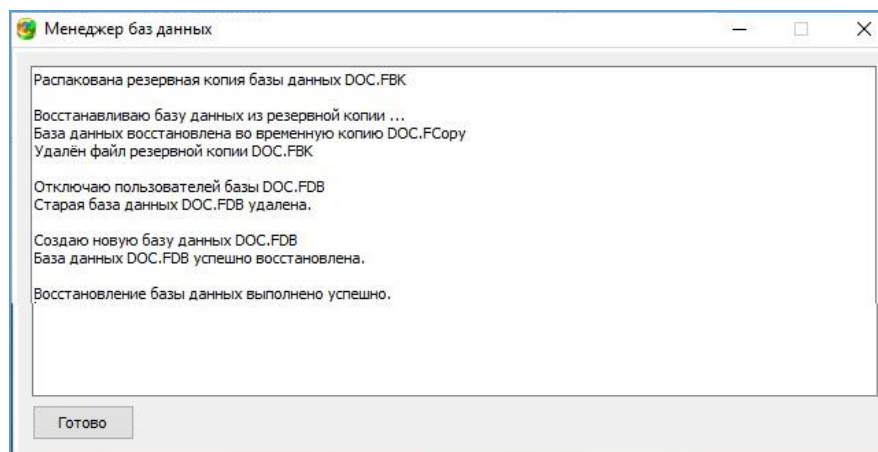 Менеджер баз данных
Распакована резервная копия базы данных DOC.FBK
Восстанавливаю базу данных из резервной копии ...
База данных восстановлена во временную копию DOC.FCopy
Удалён файл резервной копии DOC.FBK
Отключаю пользователей базы DOC.FDB
Старая база данных DOC.FDB удалена.
Создаю новую базу данных DOC.FDB
База данных DOC.FDB успешно восстановлена.
Восстановление базы данных выполнено успешно.
Готово